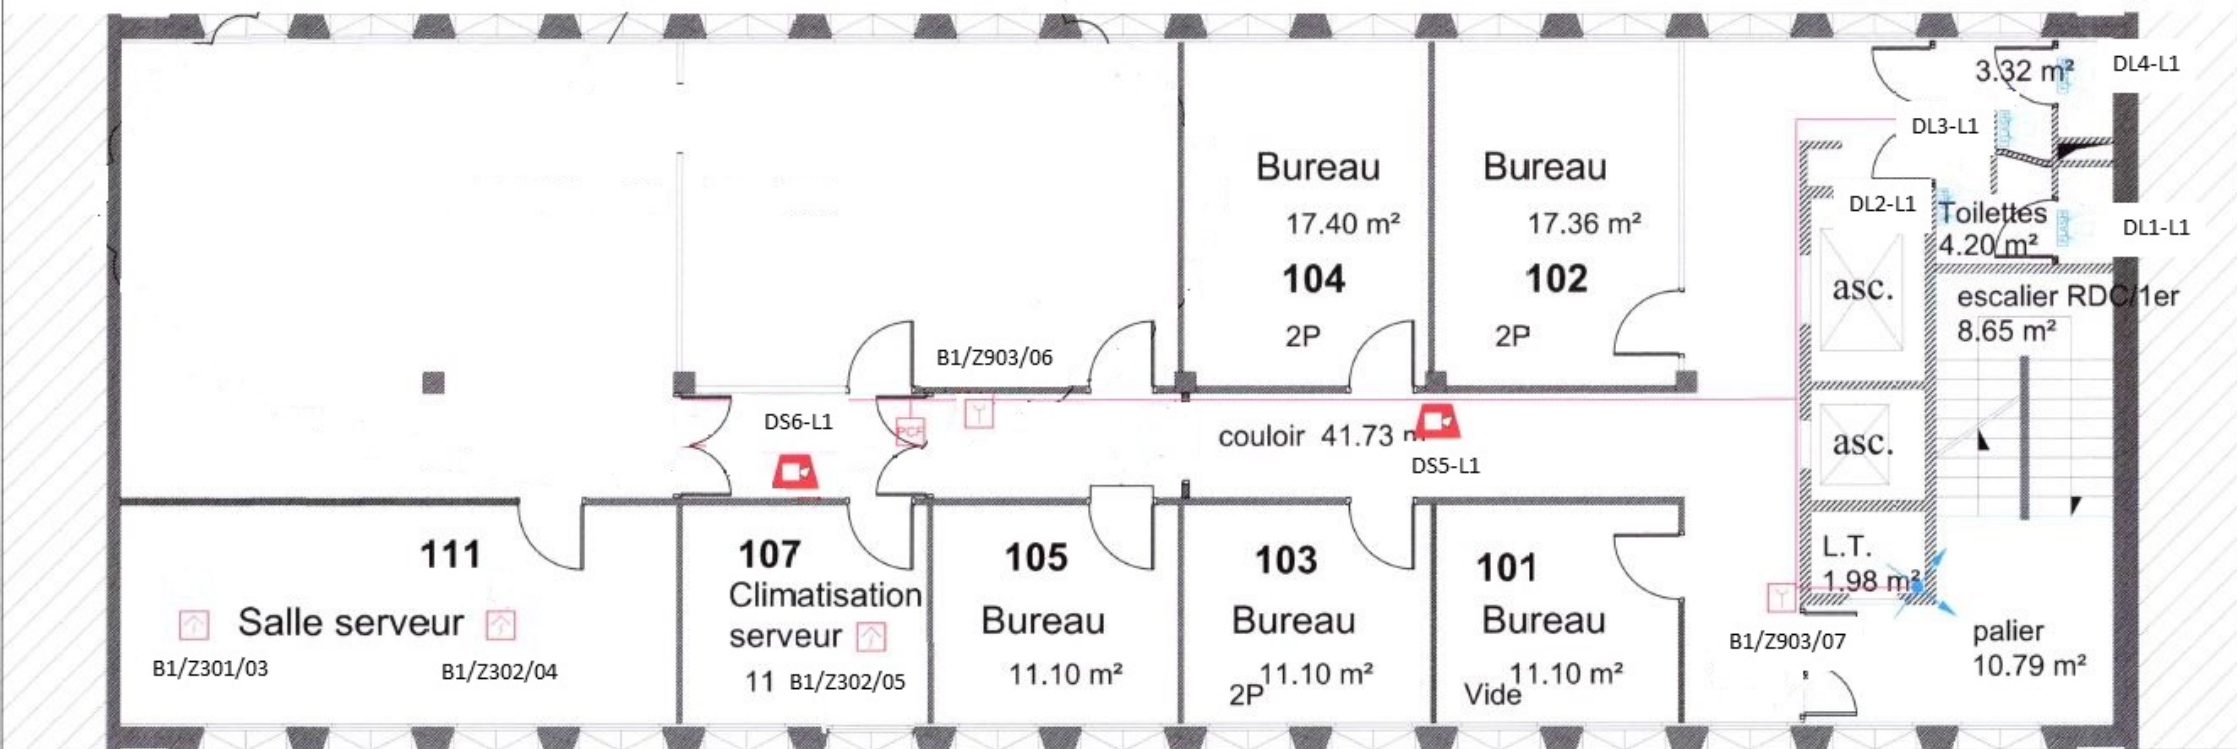 3.32 m²
DL4-L1
DL3-L1
Bureau
17.40 m²
104
2P
Bureau
17.36 m²
102
2P
DL2-L1
Toilettes
4.20 m²
DL1-L1
asc.
escalier RDC/1er
8.65 m²
B1/Z903/06
DS6-L1
PCF
couloir 41.73 m
DS5-L1
asc.
111
Salle serveur
B1/Z301/03
B1/Z302/04
107
Climatisation
serveur
11
B1/Z302/05
105
Bureau
11.10 m²
103
Bureau
11.10 m²
2P
101
Bureau
11.10 m²
Vide
L.T.
1.98 m²
B1/Z903/07
palier
10.79 m²